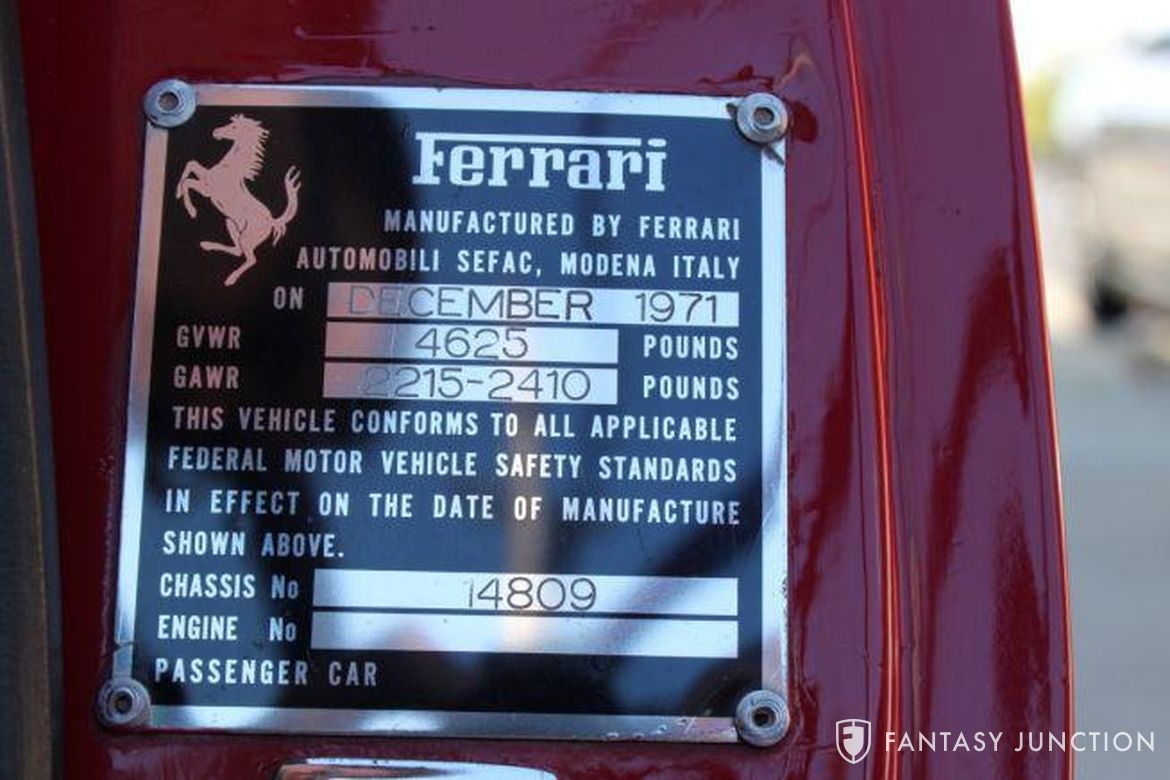 Ferrari
MANUFACTURED BY FERRARI
AUTOMOBILI SEFAC, MODENA ITALY
ON DECEMBER 1971
GVWR 4625 POUNDS
GAWR 2215-2410 POUNDS
THIS VEHICLE CONFORMS TO ALL APPLICABLE
FEDERAL MOTOR VEHICLE SAFETY STANDARDS
IN EFFECT ON THE DATE OF MANUFACTURE
SHOWN ABOVE.
CHASSIS No 14809
ENGINE No
PASSENGER CAR
FANTASY JUNCTION